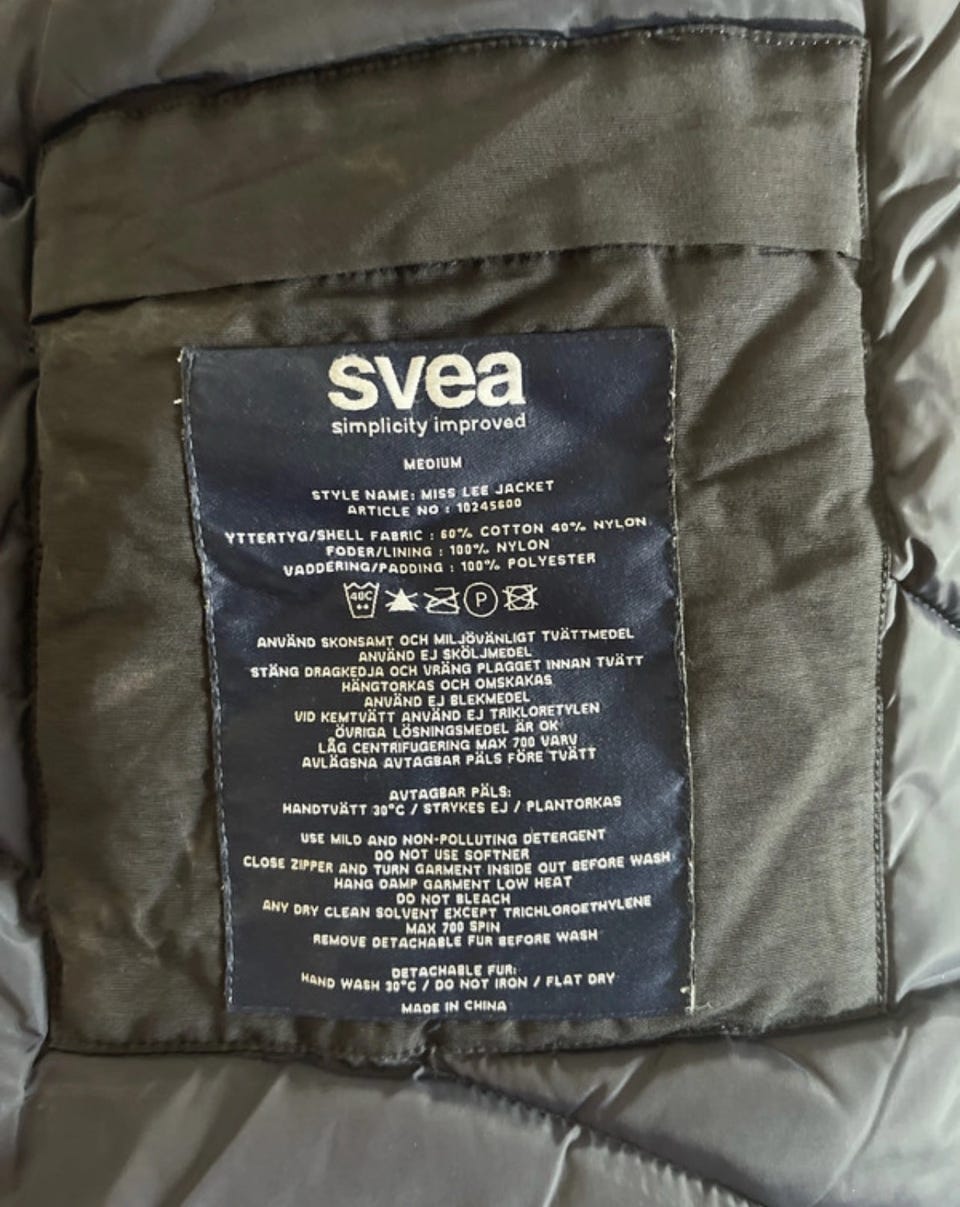 svea
simplicity improved
MEDIUM
STYLE NAME: MISS LEE JACKET
ARTICLE NO : 10245600
YTTERTYG/SHELL FABRIC : 60% COTTON 40% NYLON
FODER/LINING : 100% NYLON
VADDERING/PADDING : 100% POLYESTER
40C P
ANVÄND SKONSAMT OCH MILJÖVÄNLIGT TVÄTTMEDEL
ANVÄND EJ SKÖLJMEDEL
STÄNG DRAGKEDJA OCH VRÄNG PLAGGET INNAN TVÄTT
HÄNGTORKAS OCH OMSKAKAS
ANVÄND EJ BLEKMEDEL
VID KEMTVÄTT ANVÄND EJ TRIKLORETYLEN
ÖVRIGA LÖSNINGSMEDEL ÄR OK
LÅG CENTRIFUGERING MAX 700 VARV
AVLÄGSNA AVTAGBAR PÄLS FÖRE TVÄTT
AVTAGBAR PÄLS:
HANDTVÄTT 30°C / STRYKES EJ / PLANTORKAS
USE MILD AND NON-POLLUTING DETERGENT
DO NOT USE SOFTNER
CLOSE ZIPPER AND TURN GARMENT INSIDE OUT BEFORE WASH
HANG DAMP GARMENT LOW HEAT
DO NOT BLEACH
ANY DRY CLEAN SOLVENT EXCEPT TRICHLOROETHYLENE
MAX 700 SPIN
REMOVE DETACHABLE FUR BEFORE WASH
DETACHABLE FUR:
HAND WASH 30°C / DO NOT IRON / FLAT DRY
MADE IN CHINA